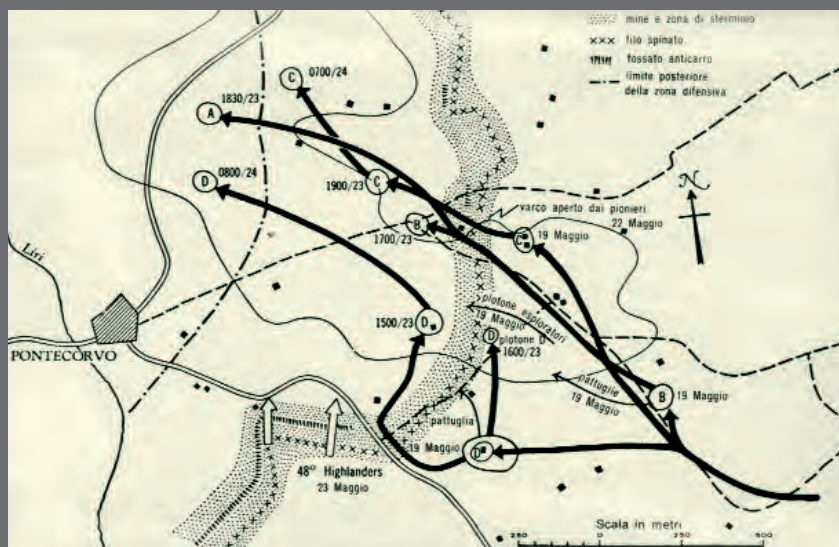 mine e zona di sterminio
filo spinato
fossato anticarro
limite posteriore
della zona difensiva
C
0700/24
1830/23
A
D
0800/24
1900/23
C
N
varco aperto dai pionieri
22 Maggio
B
1700/23
C
19 Maggio
Liri
plotone esploratori
19 Maggio
1500/23
D
D
plotone D
1600/23
PONTECORVO
pattuglie
19 Maggio
B
19 Maggio
pattuglia
19 Maggio
D
48° Highlanders
23 Maggio
Scala in metri
250
0
250
500